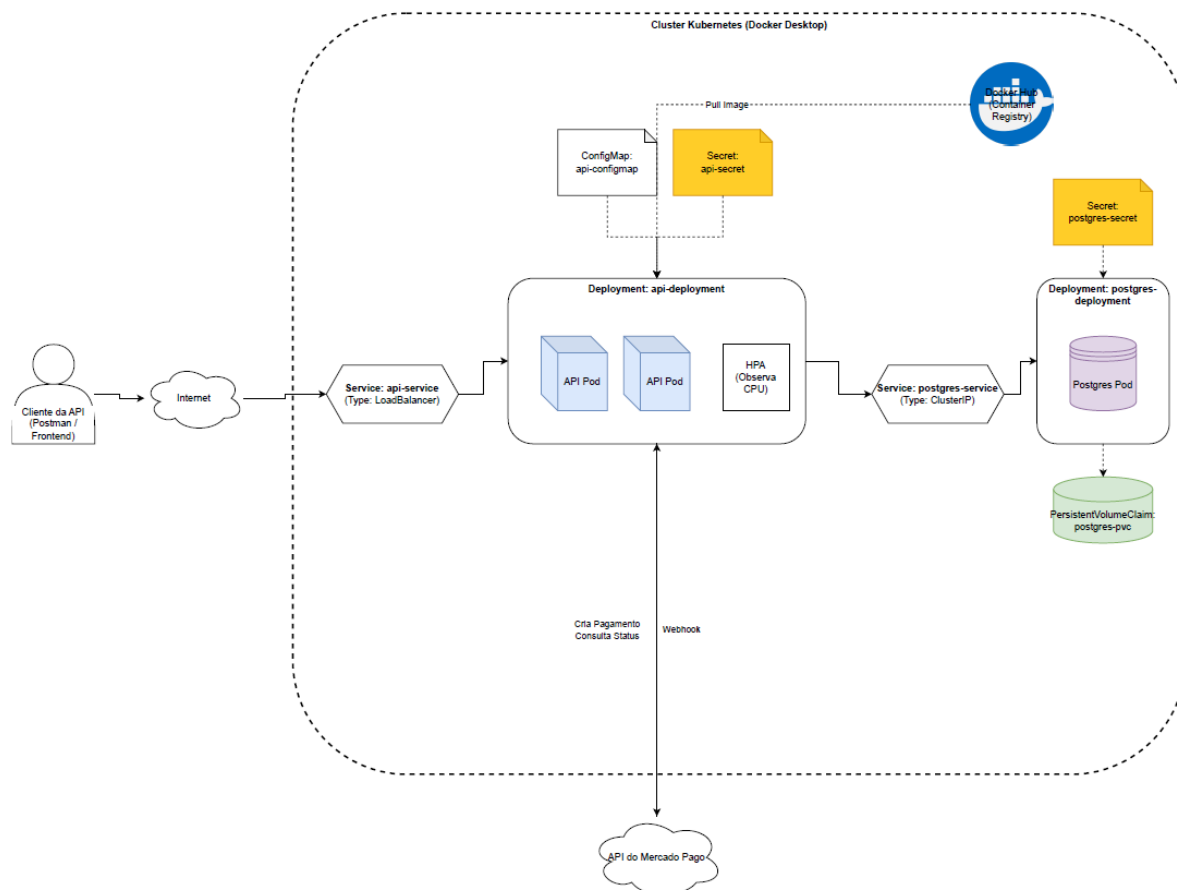 Cluster Kubernetes (Docker Desktop)
Docker Hub
(Container
Registry)
Pull Image
ConfigMap:
api-configmap
Secret:
api-secret
Secret:
postgres-secret
Deployment: api-deployment
Deployment: postgres-
deployment
API Pod
API Pod
HPA
(Observa
CPU)
Postgres Pod
Cliente da API
(Postman /
Frontend)
Internet
Service: api-service
(Type: LoadBalancer)
Service: postgres-service
(Type: ClusterIP)
PersistentVolumeClaim:
postgres-pvc
Cria Pagamento
Consulta Status
Webhook
API do Mercado Pago